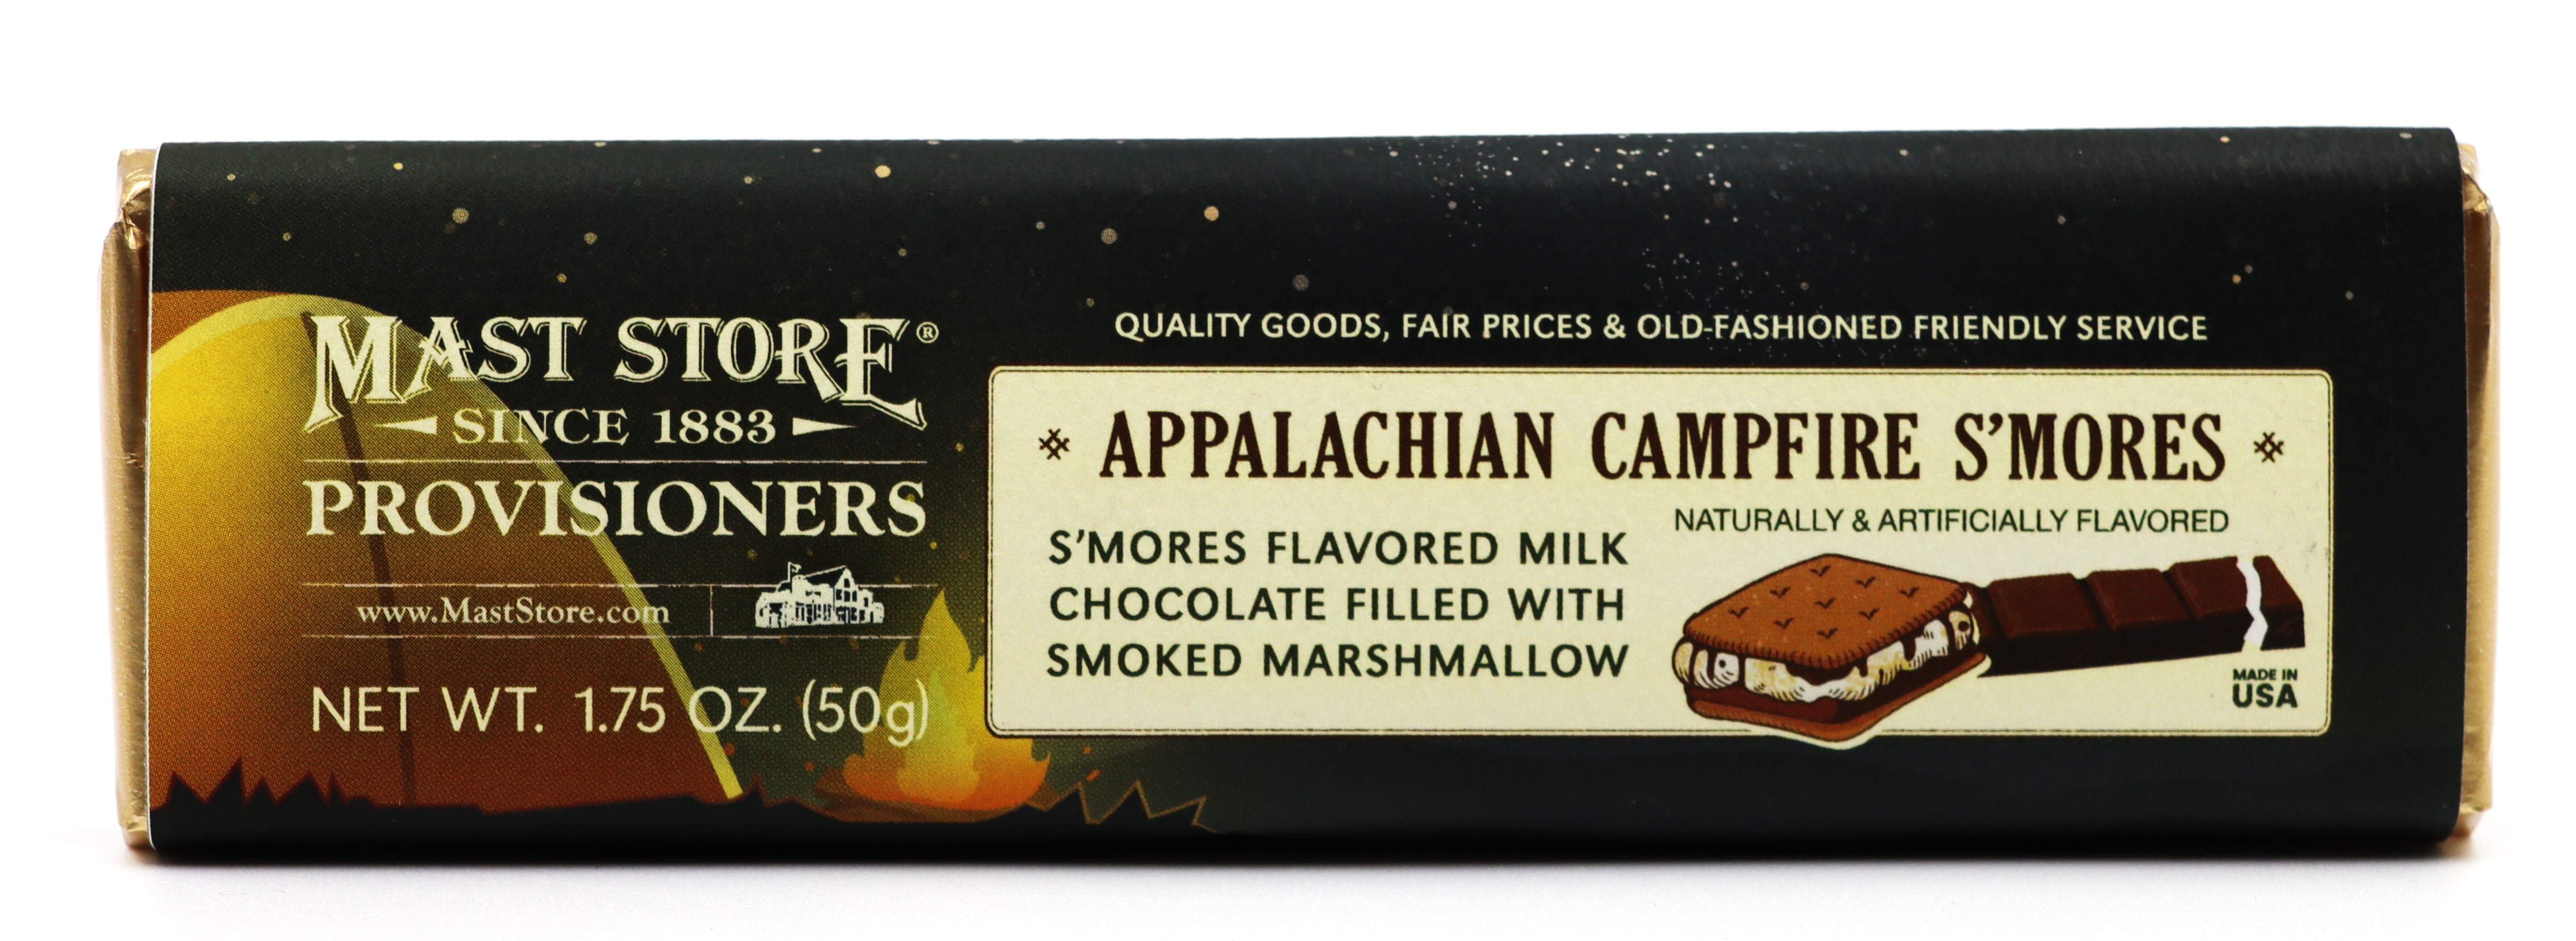 MAST STORE®
SINCE 1883
PROVISIONERS
www.MastStore.com
NET WT. 1.75 OZ. (50g)
QUALITY GOODS, FAIR PRICES & OLD-FASHIONED FRIENDLY SERVICE
APPALACHIAN CAMPFIRE S'MORES
NATURALLY & ARTIFICIALLY FLAVORED
S'MORES FLAVORED MILK
CHOCOLATE FILLED WITH
SMOKED MARSHMALLOW
MADE IN
USA